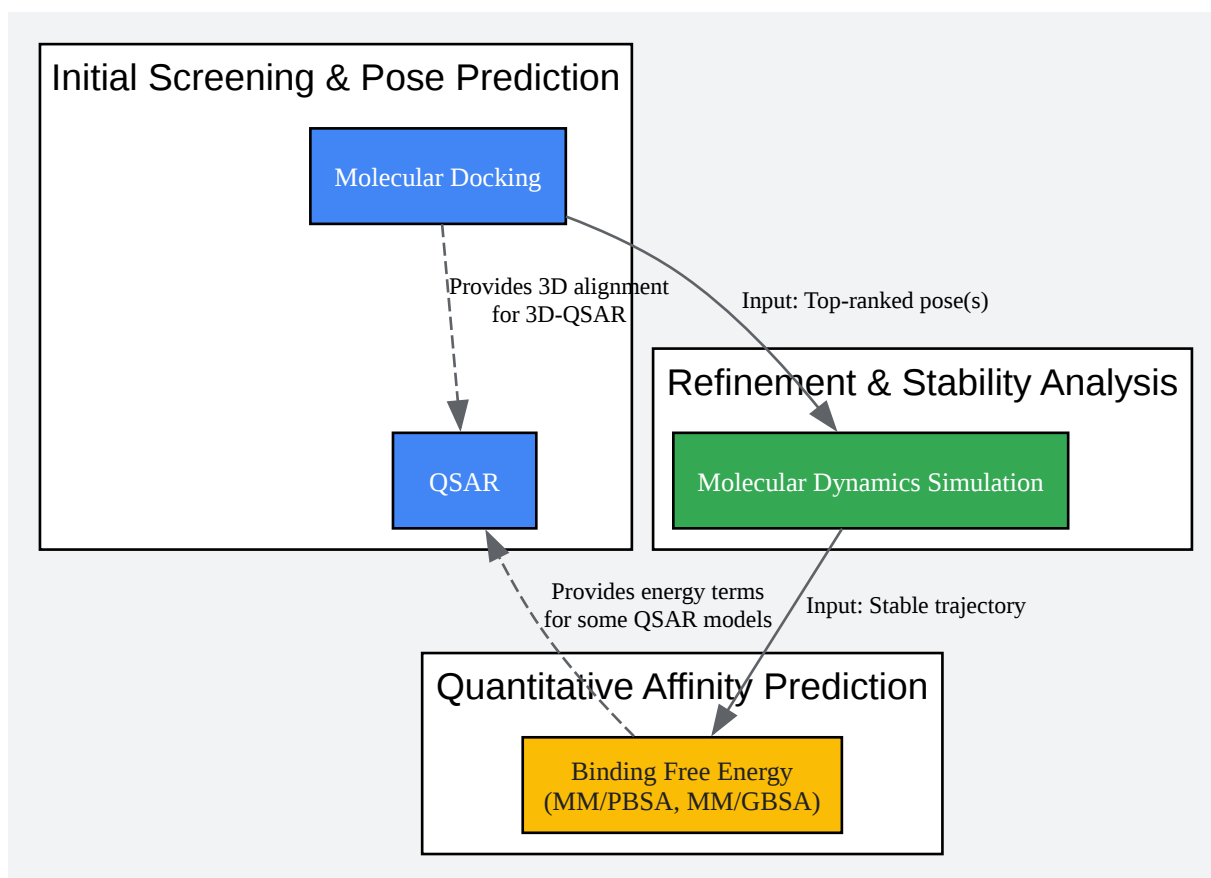 Initial Screening & Pose Prediction
Molecular Docking
Provides 3D alignment
for 3D-QSAR
Input: Top-ranked pose(s)
Refinement & Stability Analysis
QSAR
Molecular Dynamics Simulation
Provides energy terms
for some QSAR models
Input: Stable trajectory
Quantitative Affinity Prediction
Binding Free Energy
(MM/PBSA, MM/GBSA)